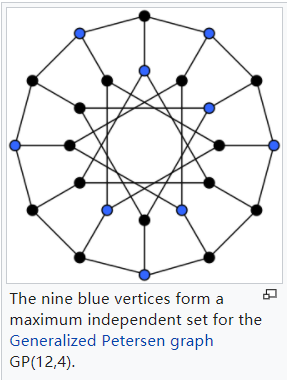 The nine blue vertices form a
maximum independent set for the
Generalized Petersen graph
GP(12,4).